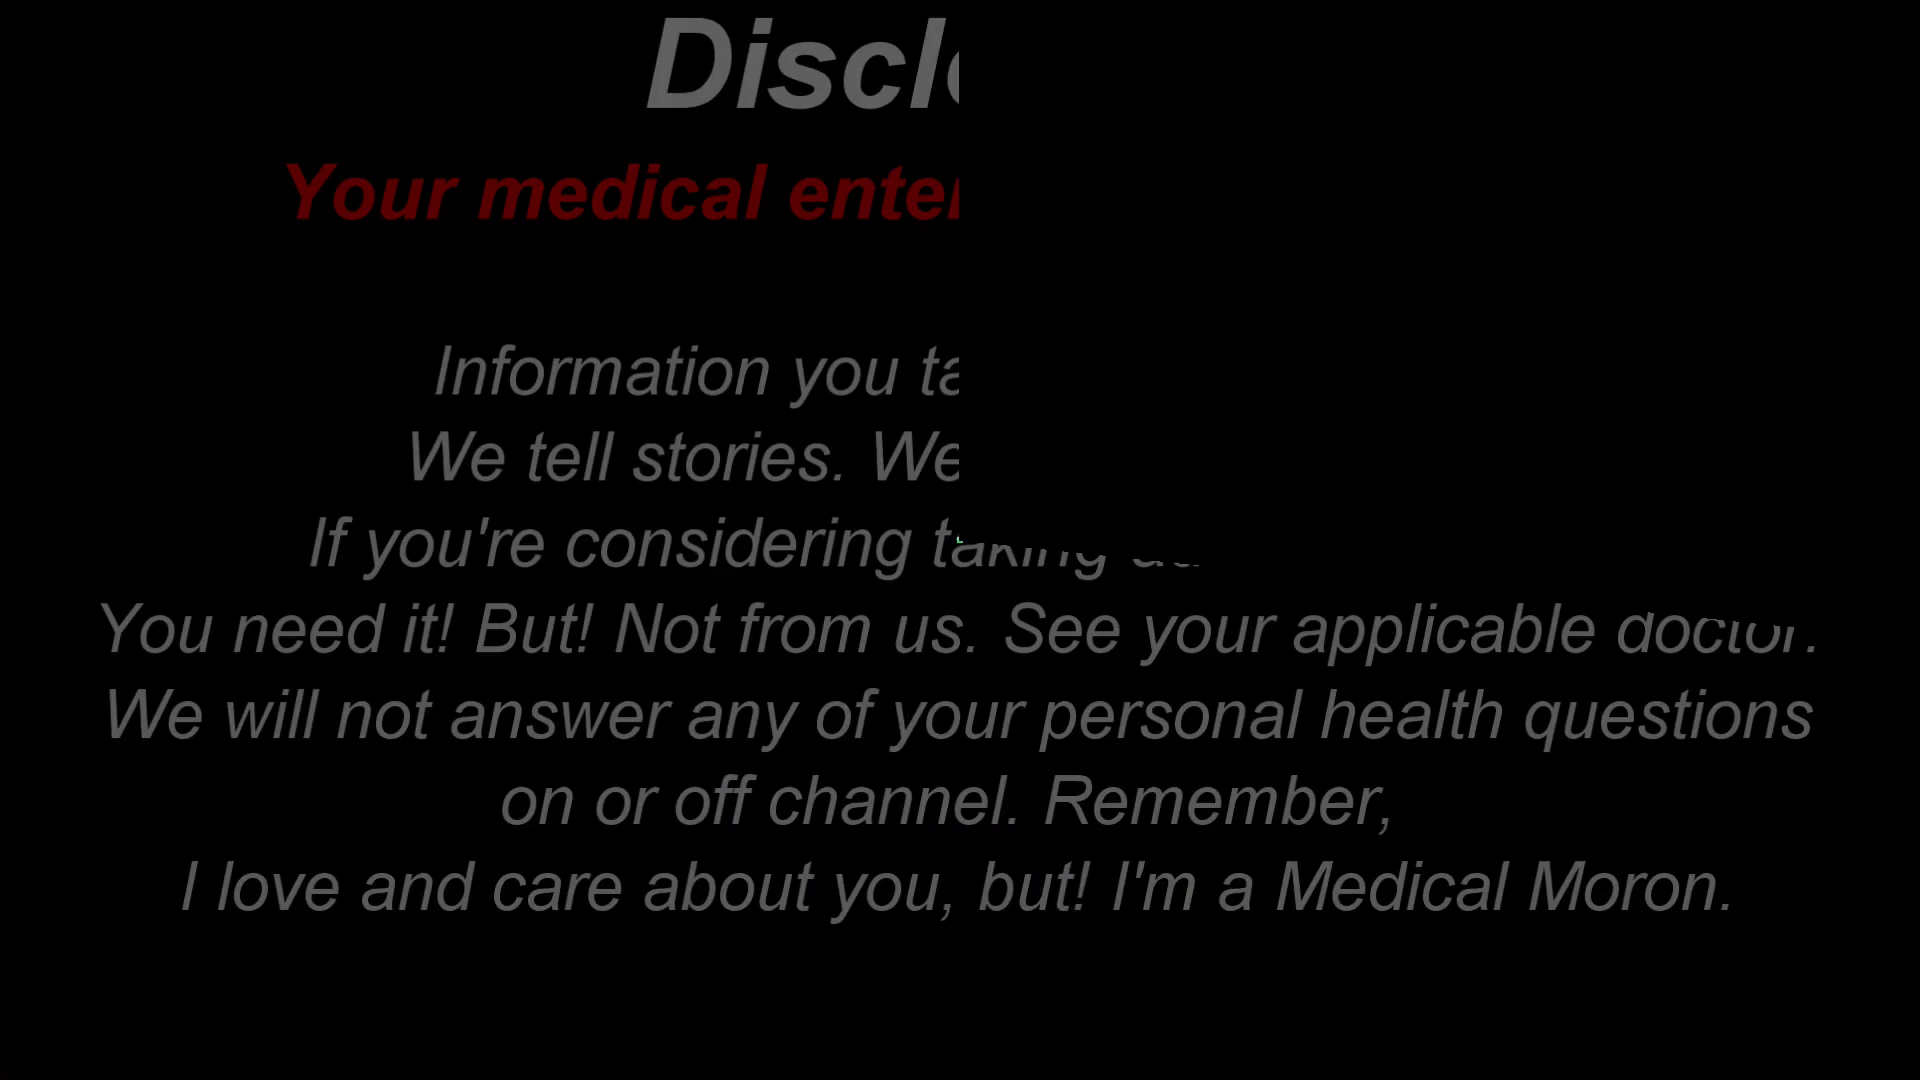 Your medical
Information you
We tell stories. We
If you're considering taking
You need it! But! Not from us. See your applicable doctor.
We will not answer any of your personal health questions
on or off channel. Remember,
I love and care about you, but! I'm a Medical Moron.